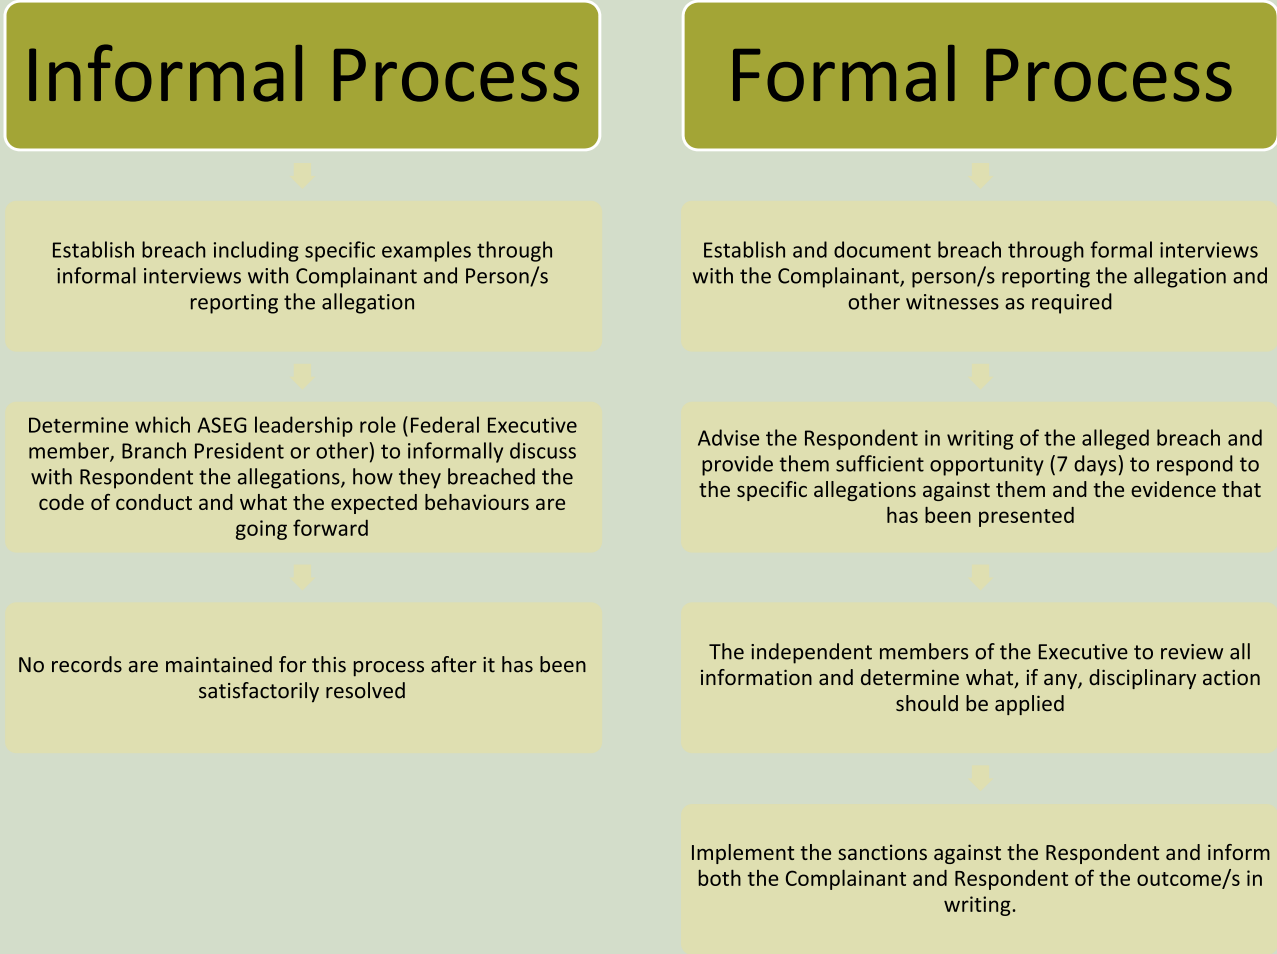 Informal Process
Establish breach including specific examples through
informal interviews with Complainant and Person/s
reporting the allegation
Determine which ASEG leadership role (Federal Executive
member, Branch President or other) to informally discuss
with Respondent the allegations, how they breached the
code of conduct and what the expected behaviours are
going forward
No records are maintained for this process after it has been
satisfactorily resolved
Formal Process
Establish and document breach through formal interviews
with the Complainant, person/s reporting the allegation and
other witnesses as required
Advise the Respondent in writing of the alleged breach and
provide them sufficient opportunity (7 days) to respond to
the specific allegations against them and the evidence that
has been presented
The independent members of the Executive to review all
information and determine what, if any, disciplinary action
should be applied
Implement the sanctions against the Respondent and inform
both the Complainant and Respondent of the outcome/s in
writing.